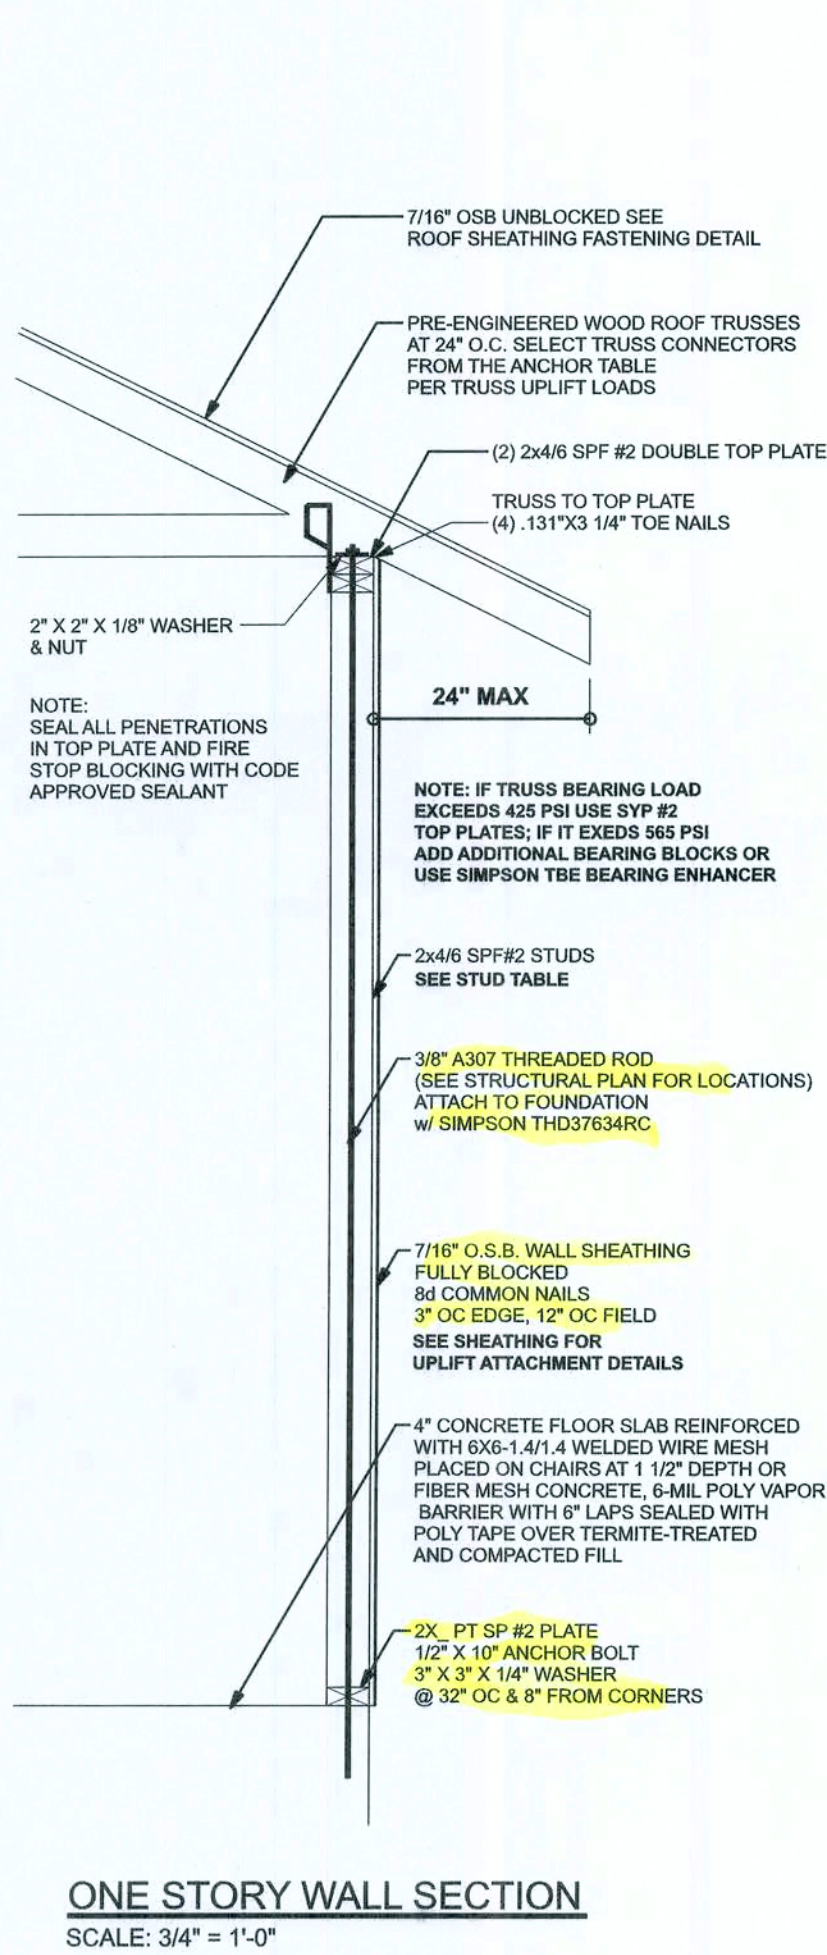 7/16" OSB UNBLOCKED SEE
ROOF SHEATHING FASTENING DETAIL
PRE-ENGINEERED WOOD ROOF TRUSSES
AT 24" O.C. SELECT TRUSS CONNECTORS
FROM THE ANCHOR TABLE
PER TRUSS UPLIFT LOADS
(2) 2x4/6 SPF #2 DOUBLE TOP PLATE
TRUSS TO TOP PLATE
(4) .131"X3 1/4" TOE NAILS
2" X 2" X 1/8" WASHER
& NUT
24" MAX
NOTE:
SEAL ALL PENETRATIONS
IN TOP PLATE AND FIRE
STOP BLOCKING WITH CODE
APPROVED SEALANT
NOTE: IF TRUSS BEARING LOAD
EXCEEDS 425 PSI USE SYP #2
TOP PLATES; IF IT EXEDS 565 PSI
ADD ADDITIONAL BEARING BLOCKS OR
USE SIMPSON TBE BEARING ENHANCER
2x4/6 SPF#2 STUDS
SEE STUD TABLE
3/8" A307 THREADED ROD
(SEE STRUCTURAL PLAN FOR LOCATIONS)
ATTACH TO FOUNDATION
w/ SIMPSON THD37634RC
7/16" O.S.B. WALL SHEATHING
FULLY BLOCKED
8d COMMON NAILS
3" OC EDGE, 12" OC FIELD
SEE SHEATHING FOR
UPLIFT ATTACHMENT DETAILS
4" CONCRETE FLOOR SLAB REINFORCED
WITH 6X6-1.4/1.4 WELDED WIRE MESH
PLACED ON CHAIRS AT 1 1/2" DEPTH OR
FIBER MESH CONCRETE, 6-MIL POLY VAPOR
BARRIER WITH 6" LAPS SEALED WITH
POLY TAPE OVER TERMITE-TREATED
AND COMPACTED FILL
2X_ PT SP #2 PLATE
1/2" X 10" ANCHOR BOLT
3" X 3" X 1/4" WASHER
@ 32" OC & 8" FROM CORNERS
ONE STORY WALL SECTION
SCALE: 3/4" = 1'-0"